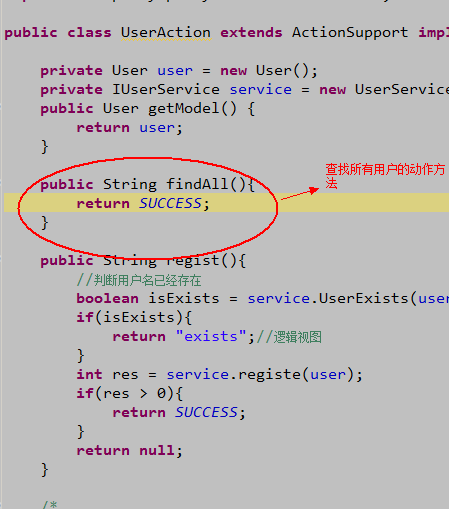 public class UserAction extends ActionSupport impl
private User user = new User();
private IUserService service = new UserService
public User getModel() {
return user;
}
public String findAll(){
查找所有用户的动作方
法
return SUCCESS;
}
public String regist(){
//判断用户名已经存在
boolean isExists = service.UserExists(user
if(isExists){
return "exists";//逻辑视图
}
int res = service.registe(user);
if(res > 0){
return SUCCESS;
}
return null;
}
/*